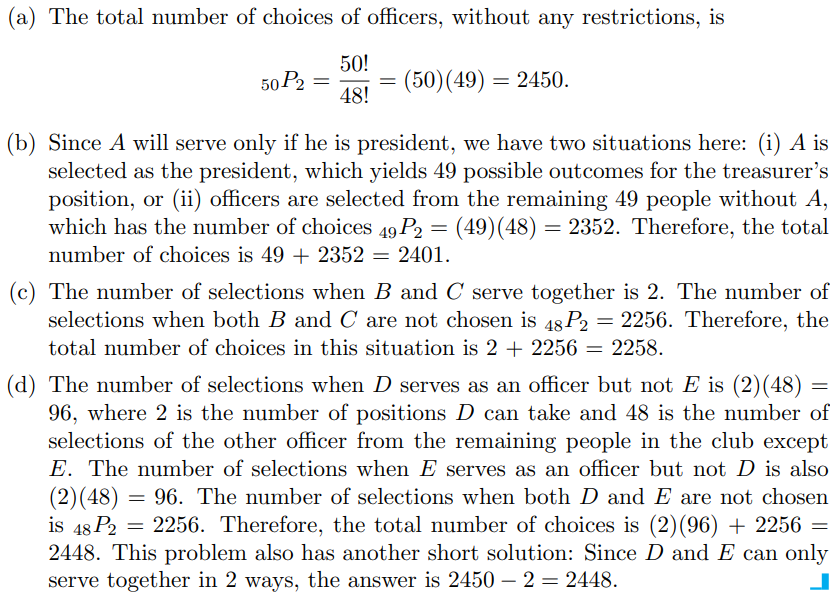 (a) The total number of choices of officers, without any restrictions, is
₅₀P₂ = 50!/48! = (50)(49) = 2450.
(b) Since A will serve only if he is president, we have two situations here: (i) A is
selected as the president, which yields 49 possible outcomes for the treasurer's
position, or (ii) officers are selected from the remaining 49 people without A,
which has the number of choices ₄₉P₂ = (49)(48) = 2352. Therefore, the total
number of choices is 49 + 2352 = 2401.
(c) The number of selections when B and C serve together is 2. The number of
selections when both B and C are not chosen is ₄₈P₂ = 2256. Therefore, the
total number of choices in this situation is 2 + 2256 = 2258.
(d) The number of selections when D serves as an officer but not E is (2)(48) =
96, where 2 is the number of positions D can take and 48 is the number of
selections of the other officer from the remaining people in the club except
E. The number of selections when E serves as an officer but not D is also
(2)(48) = 96. The number of selections when both D and E are not chosen
is ₄₈P₂ = 2256. Therefore, the total number of choices is (2)(96) + 2256 =
2448. This problem also has another short solution: Since D and E can only
serve together in 2 ways, the answer is 2450 − 2 = 2448.